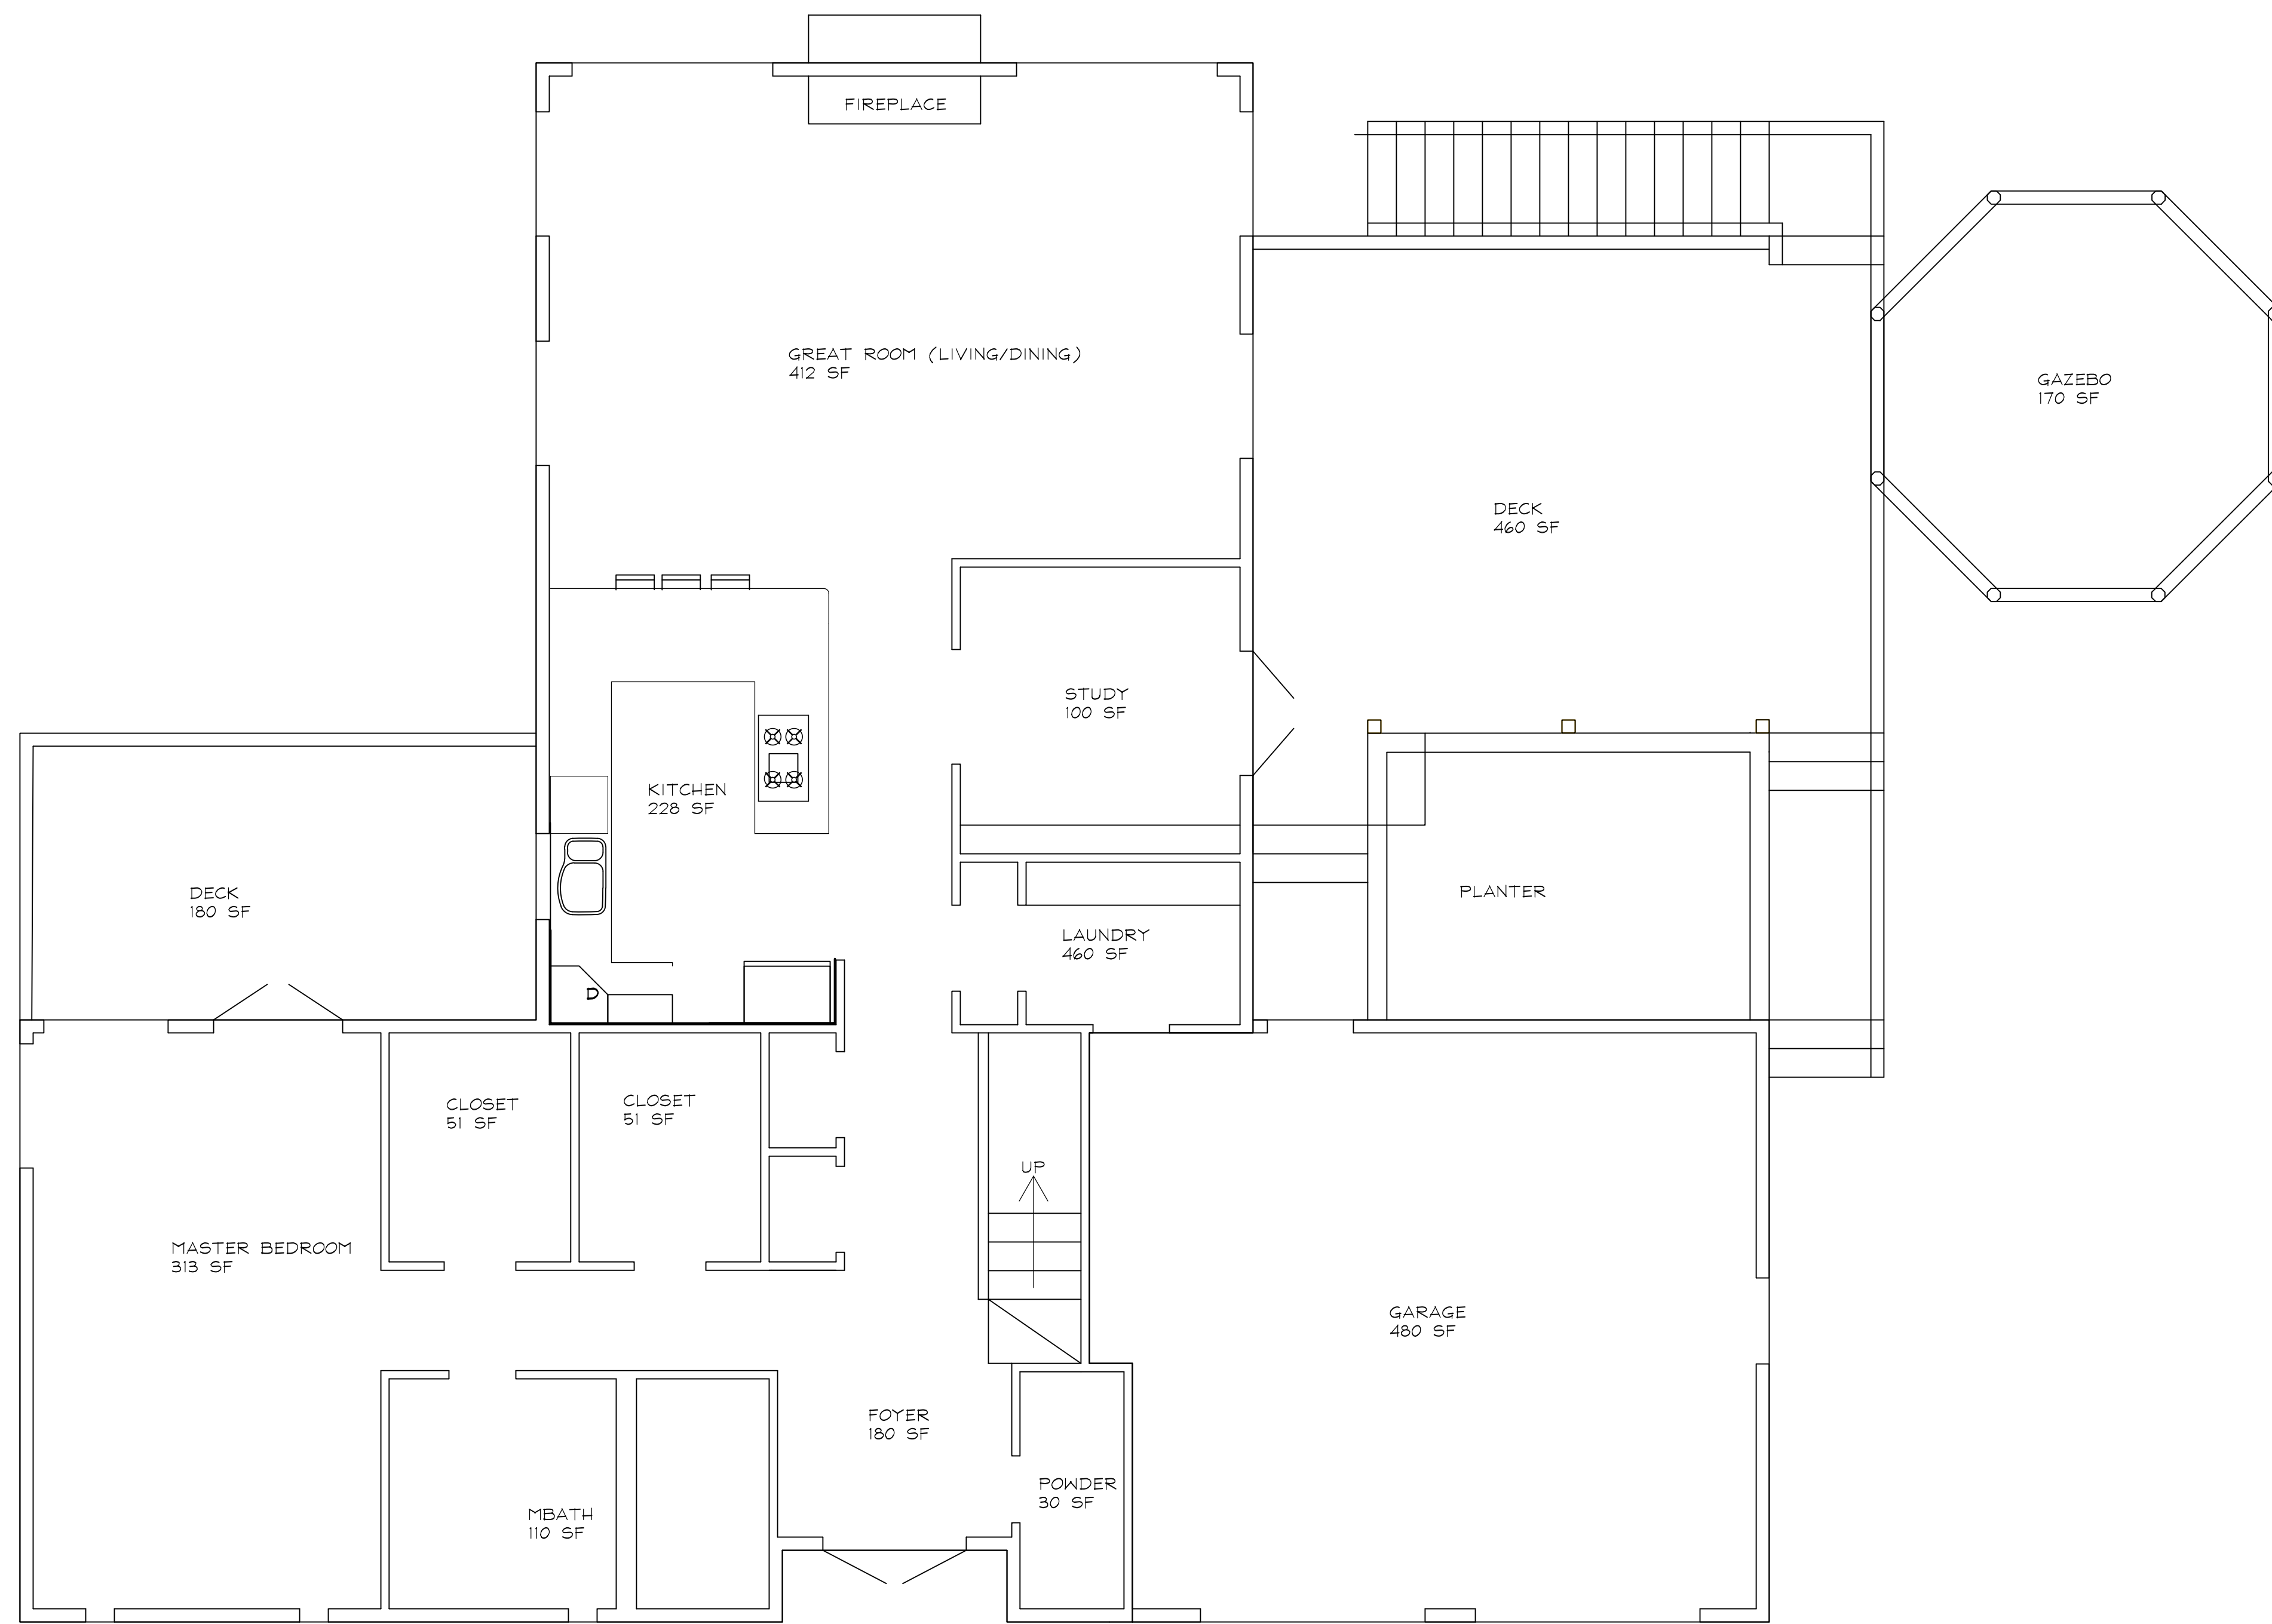 FIREPLACE
GREAT ROOM (LIVING/DINING)
412 SF
GAZEBO
170 SF
DECK
460 SF
STUDY
100 SF
KITCHEN
228 SF
DECK
180 SF
PLANTER
LAUNDRY
460 SF
D
CLOSET
51 SF
CLOSET
51 SF
UP
MASTER BEDROOM
313 SF
GARAGE
480 SF
FOYER
180 SF
POWDER
30 SF
MBATH
110 SF